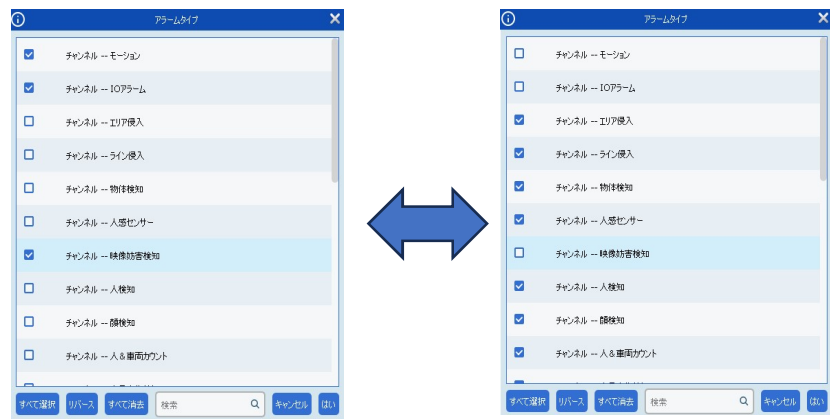 アラームタイプ
チャンネル -- モーション
チャンネル -- IOアラーム
チャンネル -- エリア侵入
チャンネル -- ライン侵入
チャンネル -- 物体検知
チャンネル -- 人感センサー
チャンネル -- 映像妨害検知
チャンネル -- 人検知
チャンネル -- 顔検知
チャンネル -- 人＆車両カウント
すべて選択 リバース すべて消去 検索 キャンセル はい
アラームタイプ
チャンネル -- モーション
チャンネル -- IOアラーム
チャンネル -- エリア侵入
チャンネル -- ライン侵入
チャンネル -- 物体検知
チャンネル -- 人感センサー
チャンネル -- 映像妨害検知
チャンネル -- 人検知
チャンネル -- 顔検知
チャンネル -- 人＆車両カウント
すべて選択 リバース すべて消去 検索 キャンセル はい